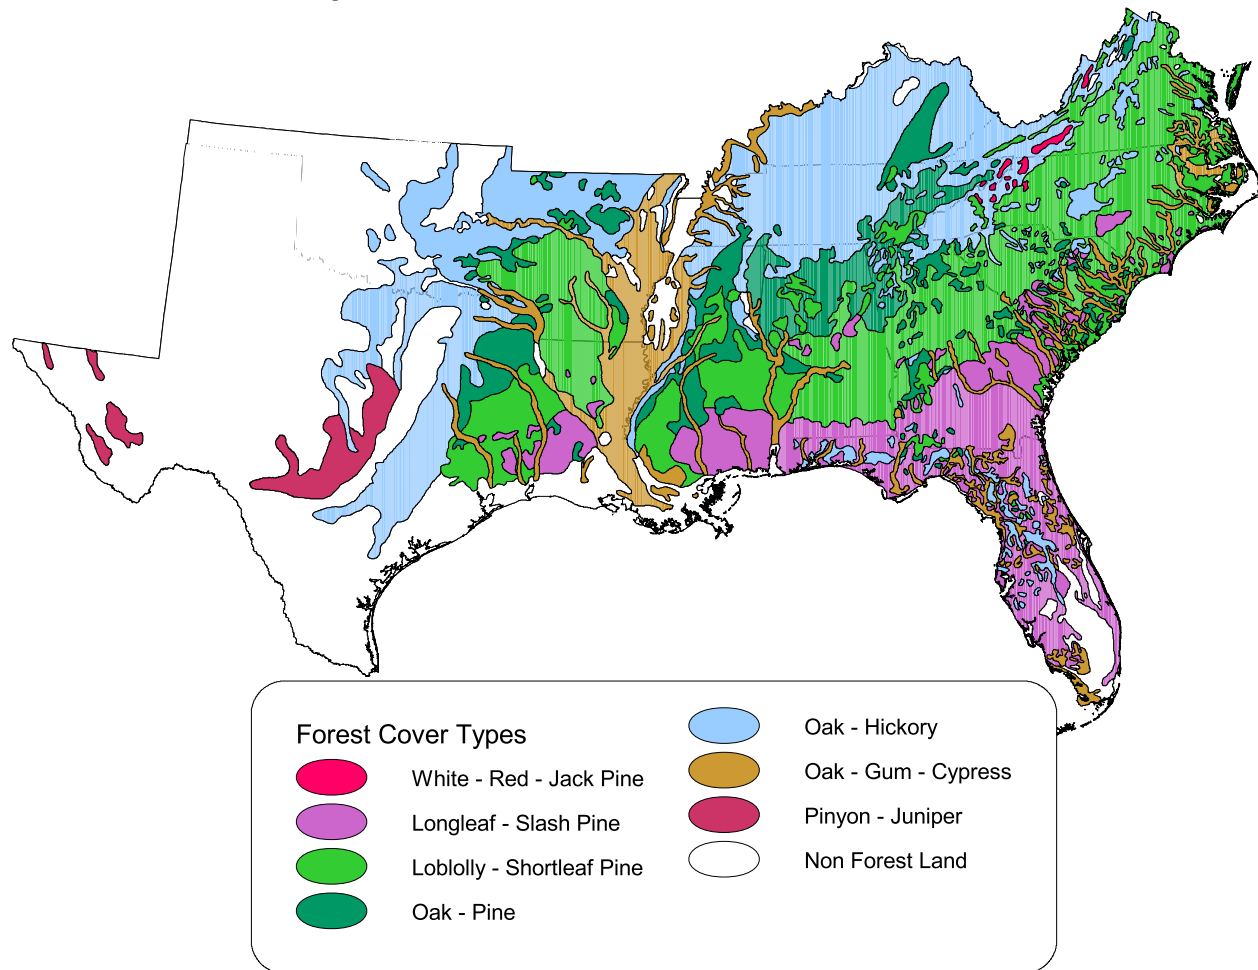 Forest Cover Types
White - Red - Jack Pine
Longleaf - Slash Pine
Loblolly - Shortleaf Pine
Oak - Pine
Oak - Hickory
Oak - Gum - Cypress
Pinyon - Juniper
Non Forest Land